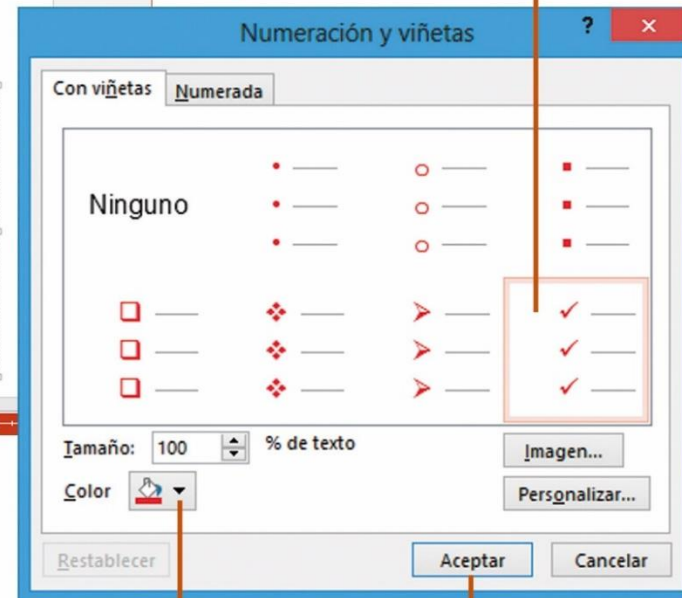 Numeración y viñetas
?
Con viñetas Numerada
Ninguno
Tamaño: 100 % de texto
Imagen...
Color
Personalizar...
Restablecer Aceptar Cancelar